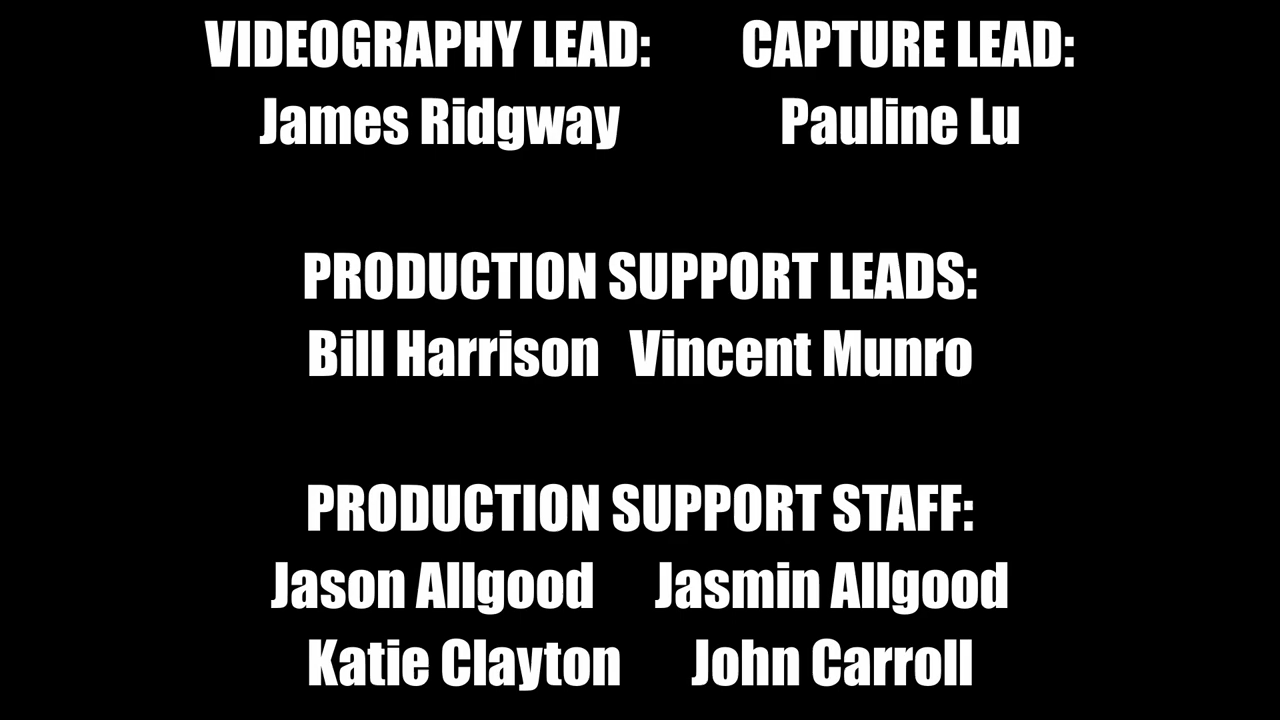 VIDEOGRAPHY LEAD: CAPTURE LEAD:
James Ridgway Pauline Lu
PRODUCTION SUPPORT LEADS:
Bill Harrison Vincent Munro
PRODUCTION SUPPORT STAFF:
Jason Allgood Jasmin Allgood
Katie Clayton John Carroll